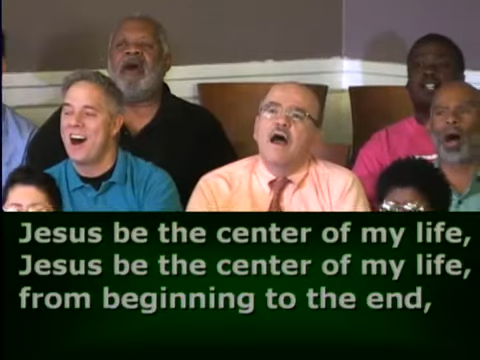 Jesus be the center of my life,
Jesus be the center of my life,
from beginning to the end,